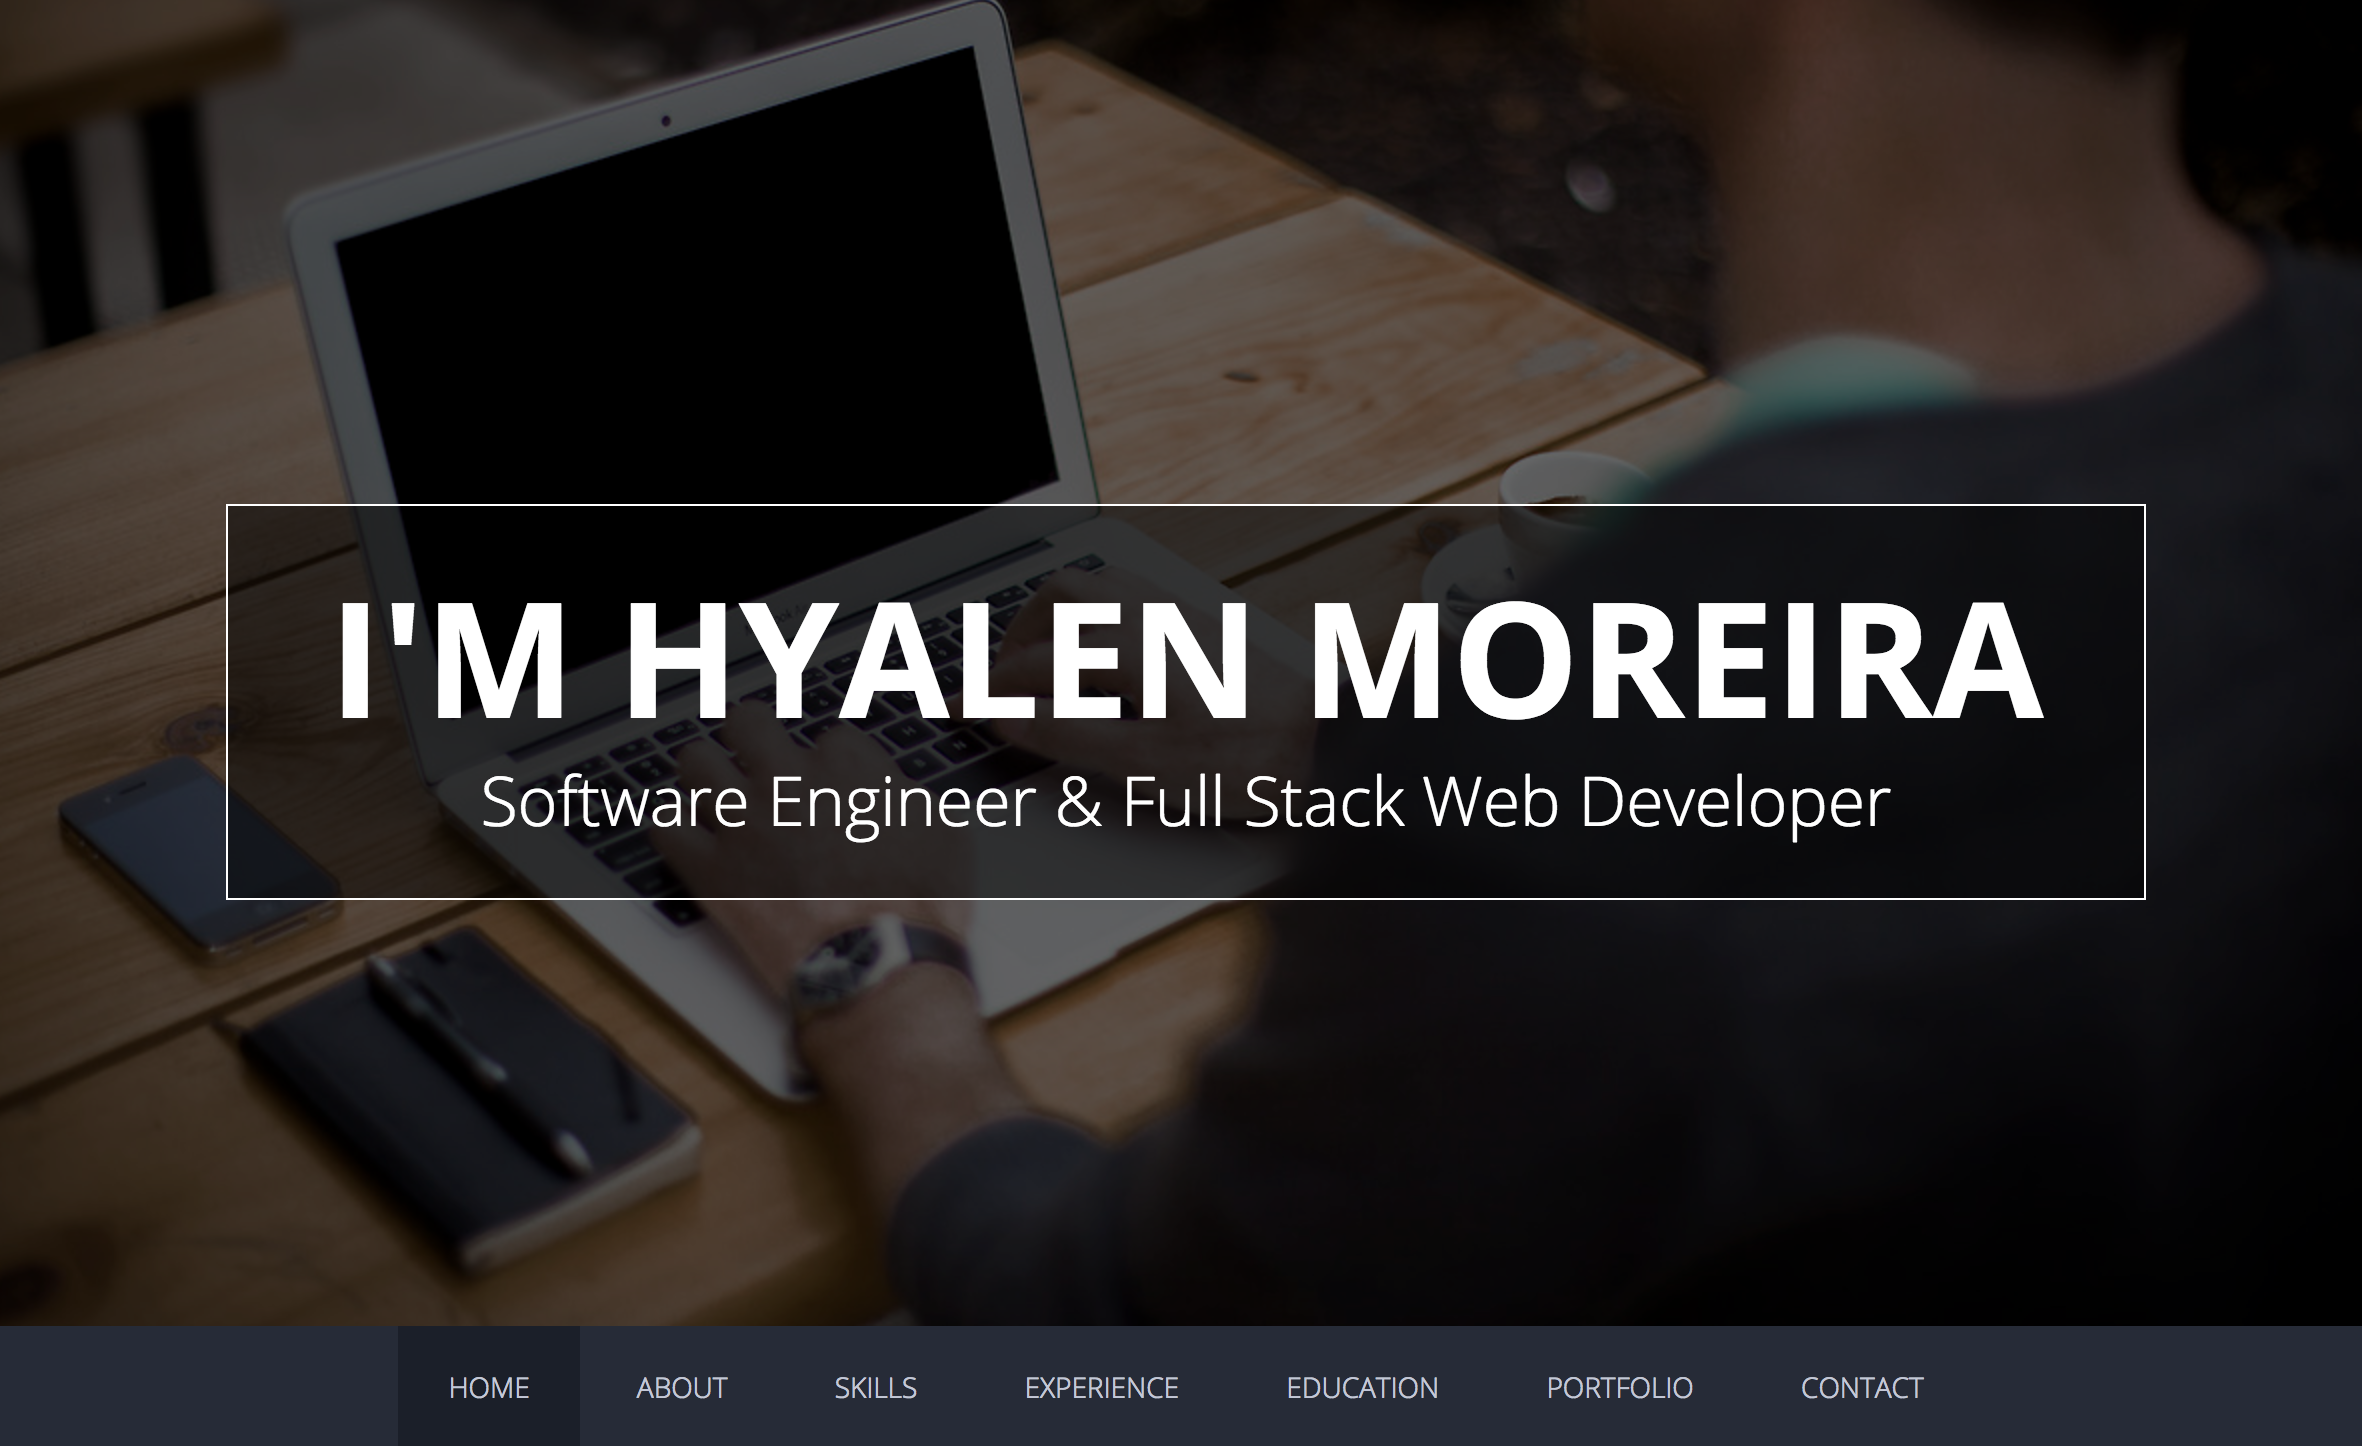 I'M HYALEN MOREIRA
Software Engineer & Full Stack Web Developer
HOME ABOUT SKILLS EXPERIENCE EDUCATION PORTFOLIO CONTACT